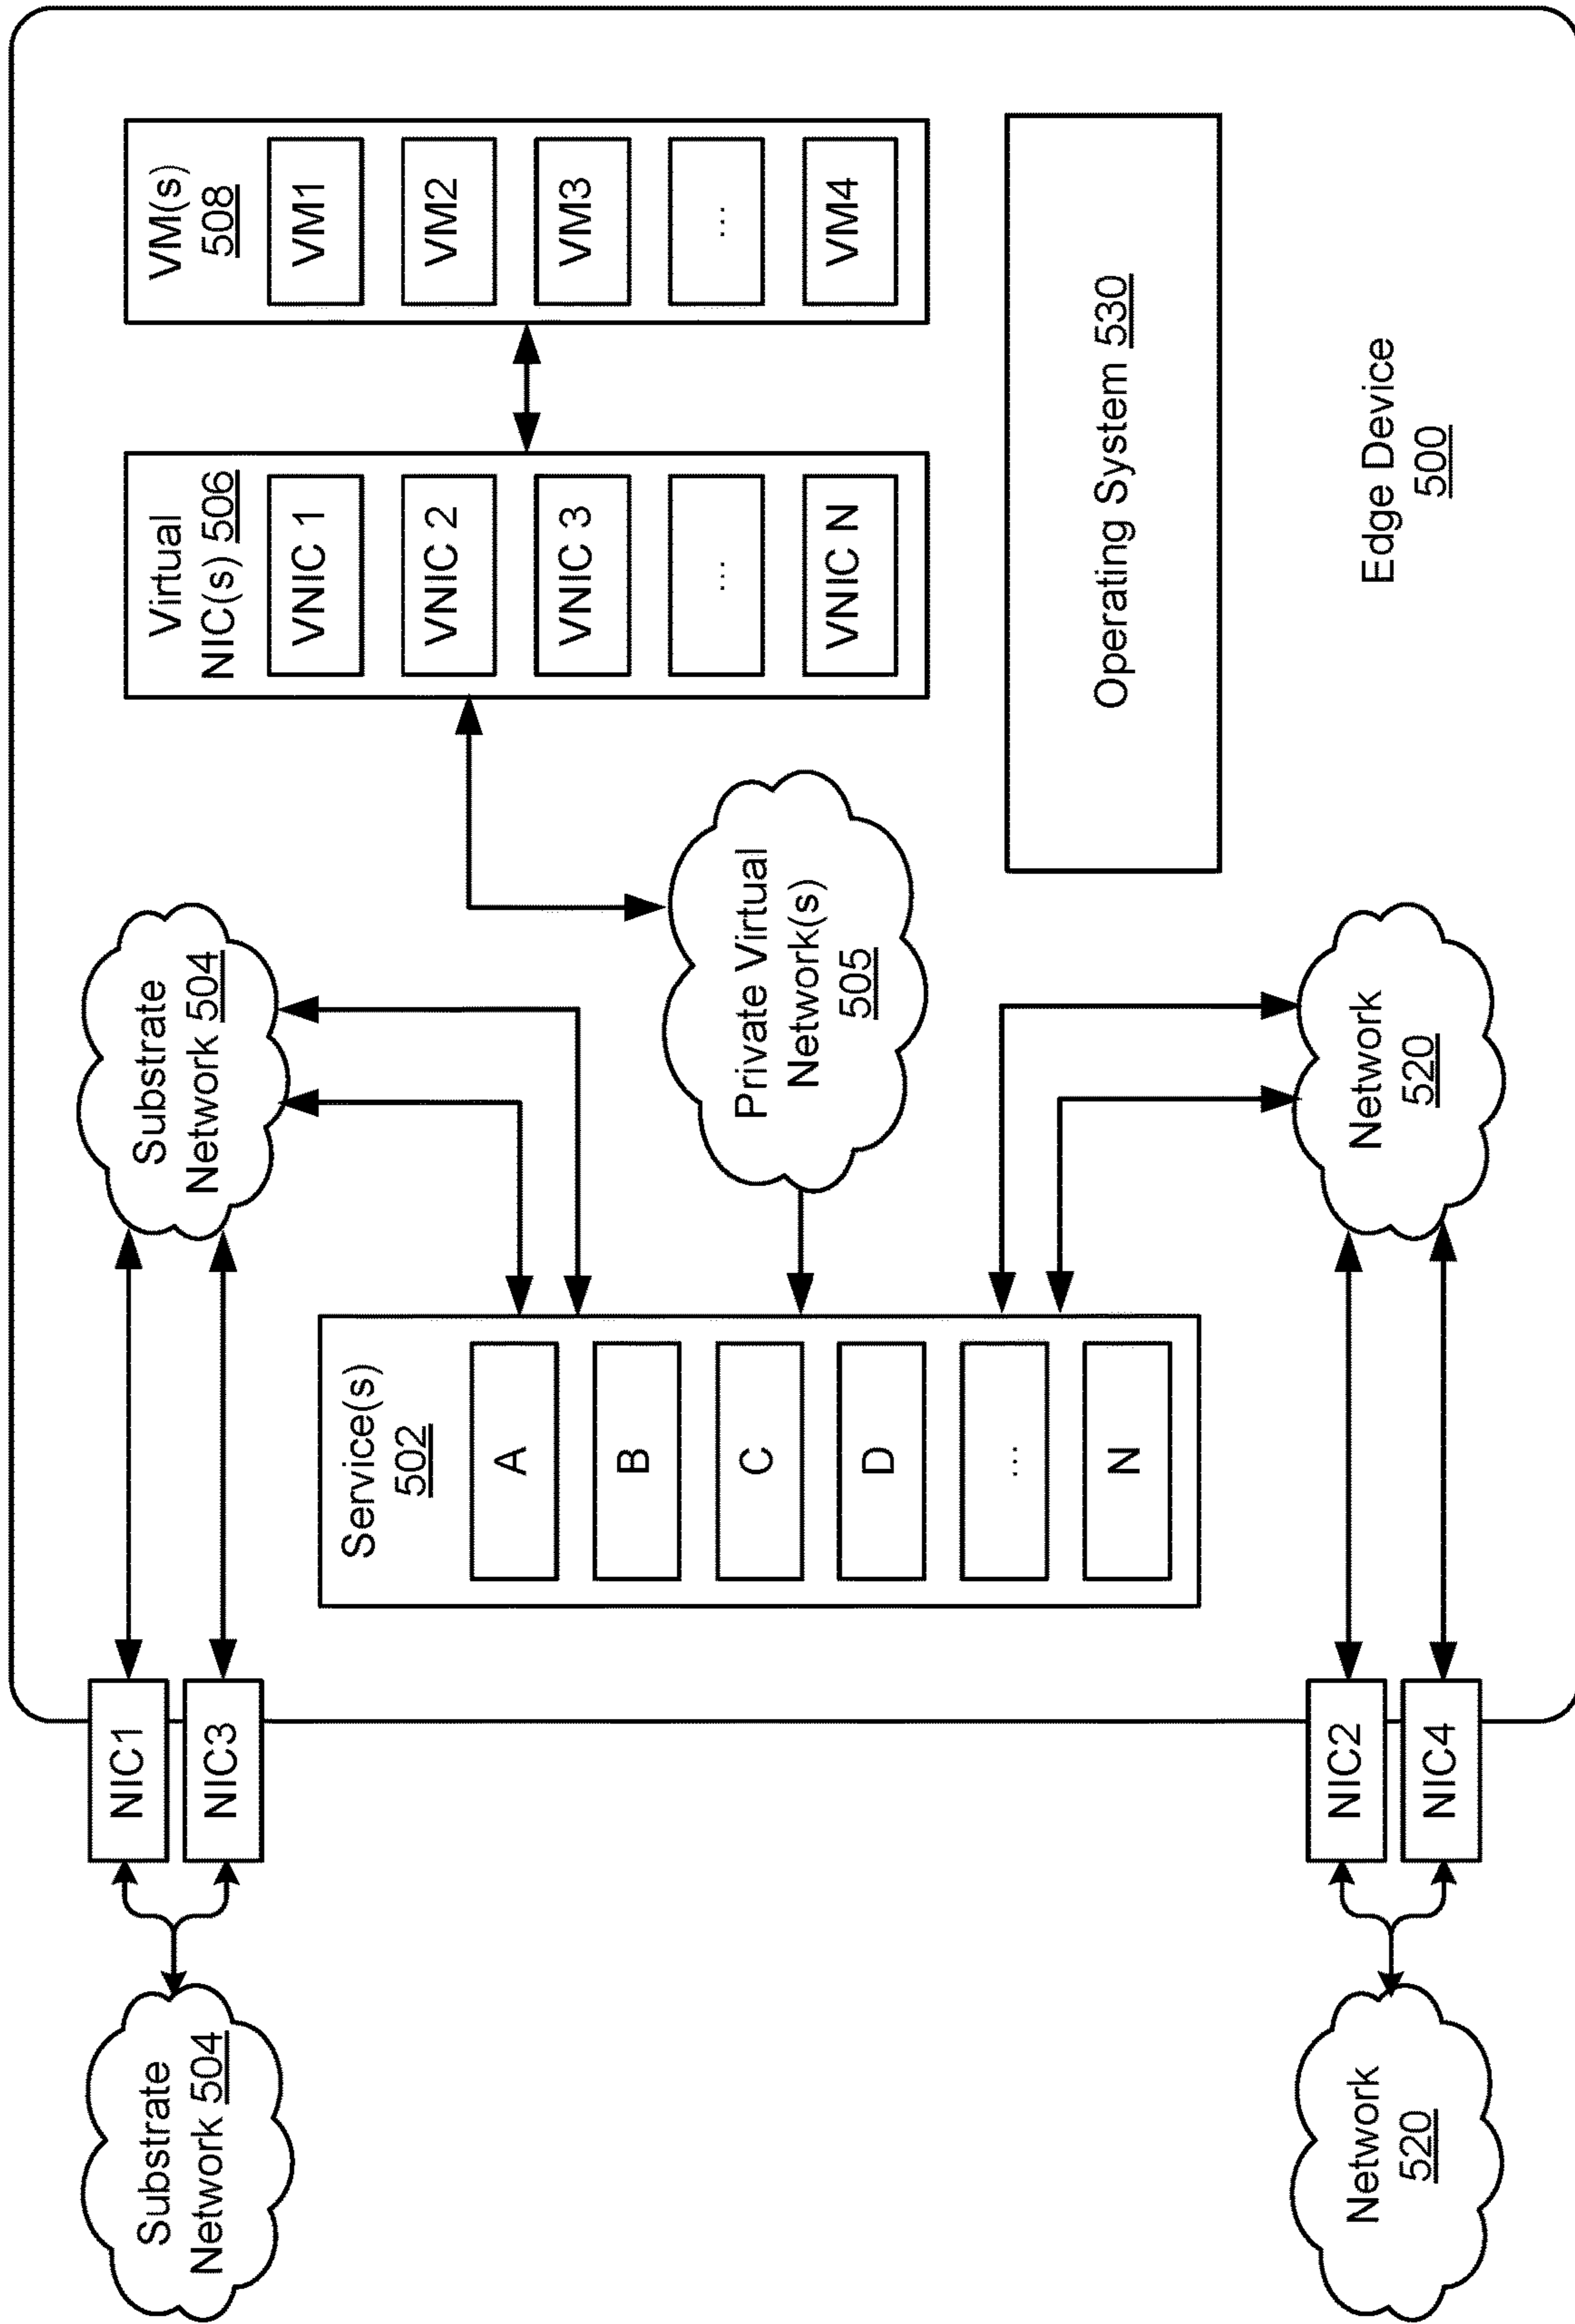 Substrate
Network 504
NIC1
NIC3
Substrate
Network 504
Service(s)
502
A
B
C
D
...
N
Private Virtual
Network(s)
505
Virtual
NIC(s) 506
VNIC 1
VNIC 2
VNIC 3
...
VNIC N
VM(s)
508
VM1
VM2
VM3
...
VM4
Network
520
NIC2
NIC4
Network
520
Operating System 530
Edge Device
500